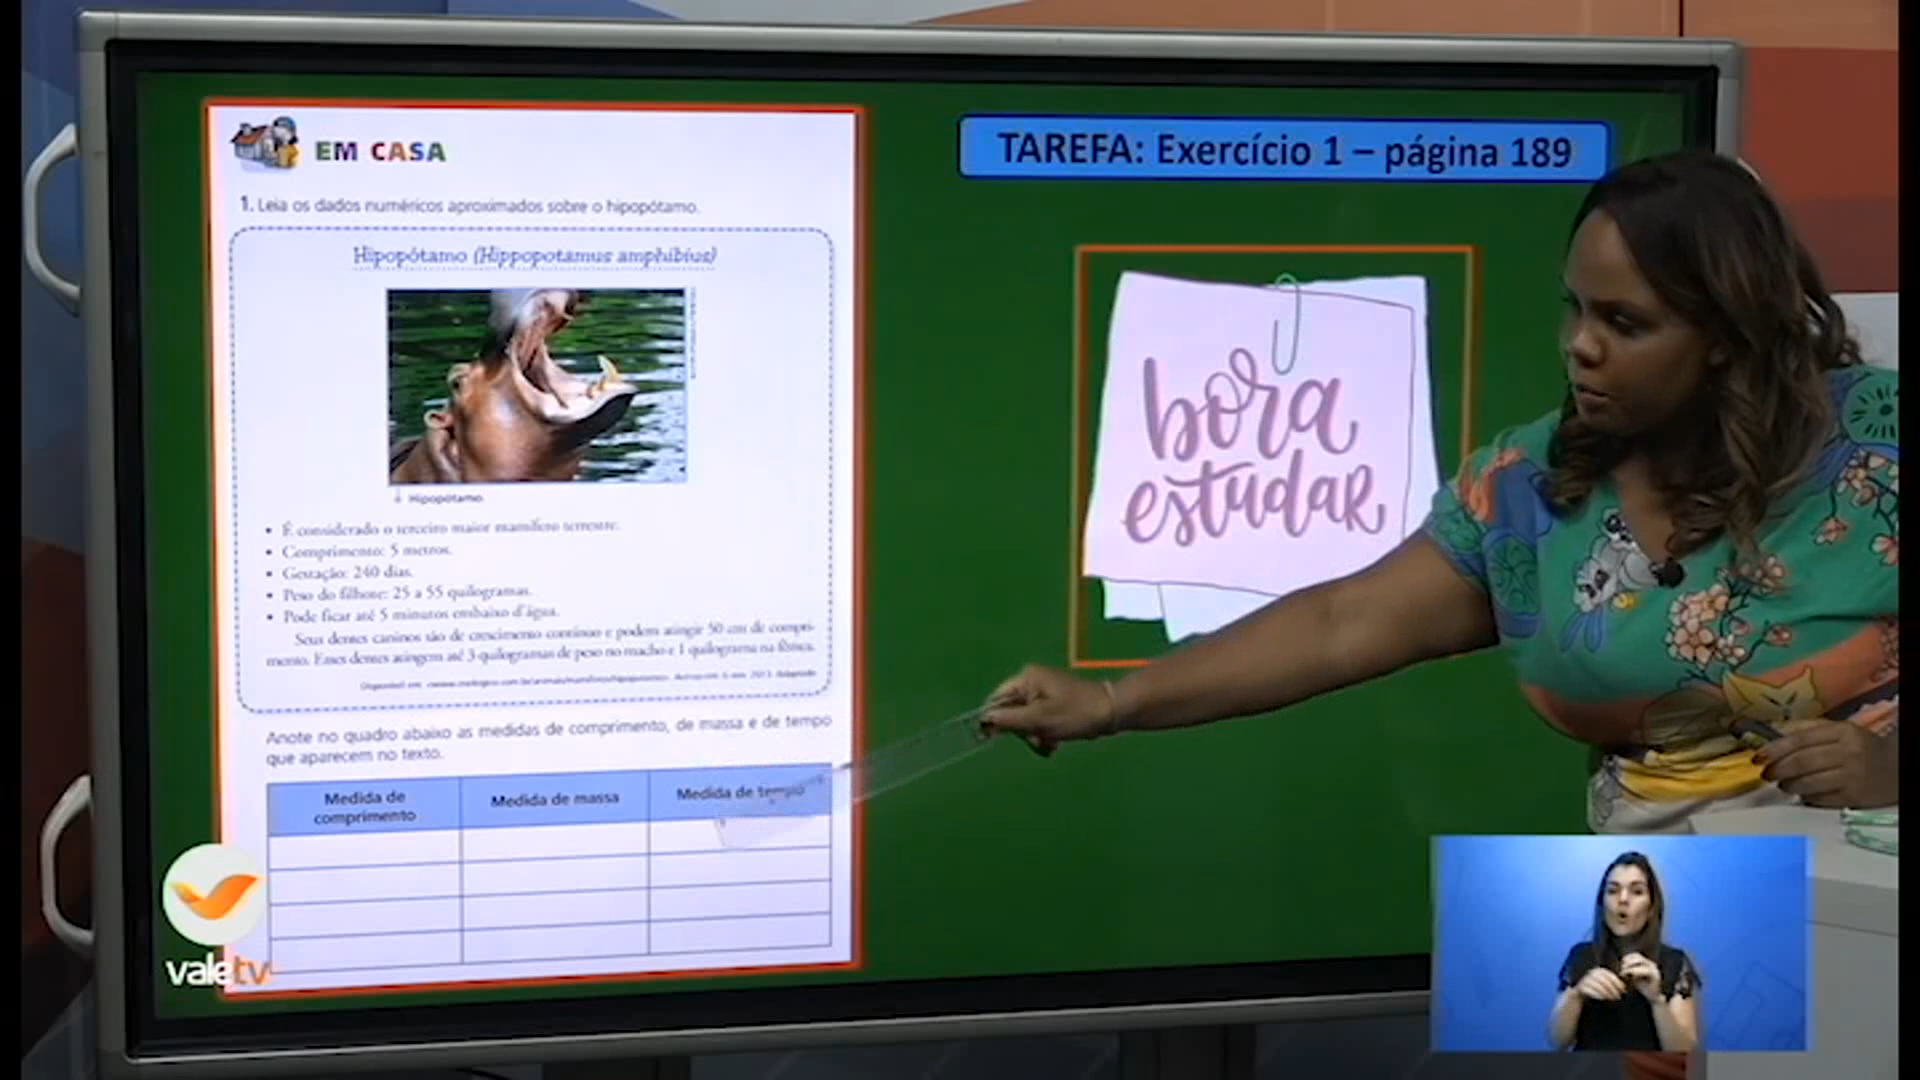 EM CASA
TAREFA: Exercício 1 – página 189
1. Leia os dados numéricos aproximados sobre o hipopótamo.
Hipopótamo (Hippopotamus amphibius)
Hipopótamo.
bora
estudar
• É considerado o terceiro maior mamífero terrestre.
• Comprimento: 5 metros.
• Gestação: 240 dias.
• Peso do filhote: 25 a 55 quilogramas.
• Pode ficar até 5 minutos embaixo d'água.
Seus dentes caninos são de crescimento contínuo e podem atingir 50 cm de compri-
mento. Esses dentes atingem até 3 quilogramas de peso no macho e 1 quilograma na fêmea.
Anote no quadro abaixo as medidas de comprimento, de massa e de tempo
que aparecem no texto.
Medida de
comprimento
Medida de massa
Medida de tempo
valetv